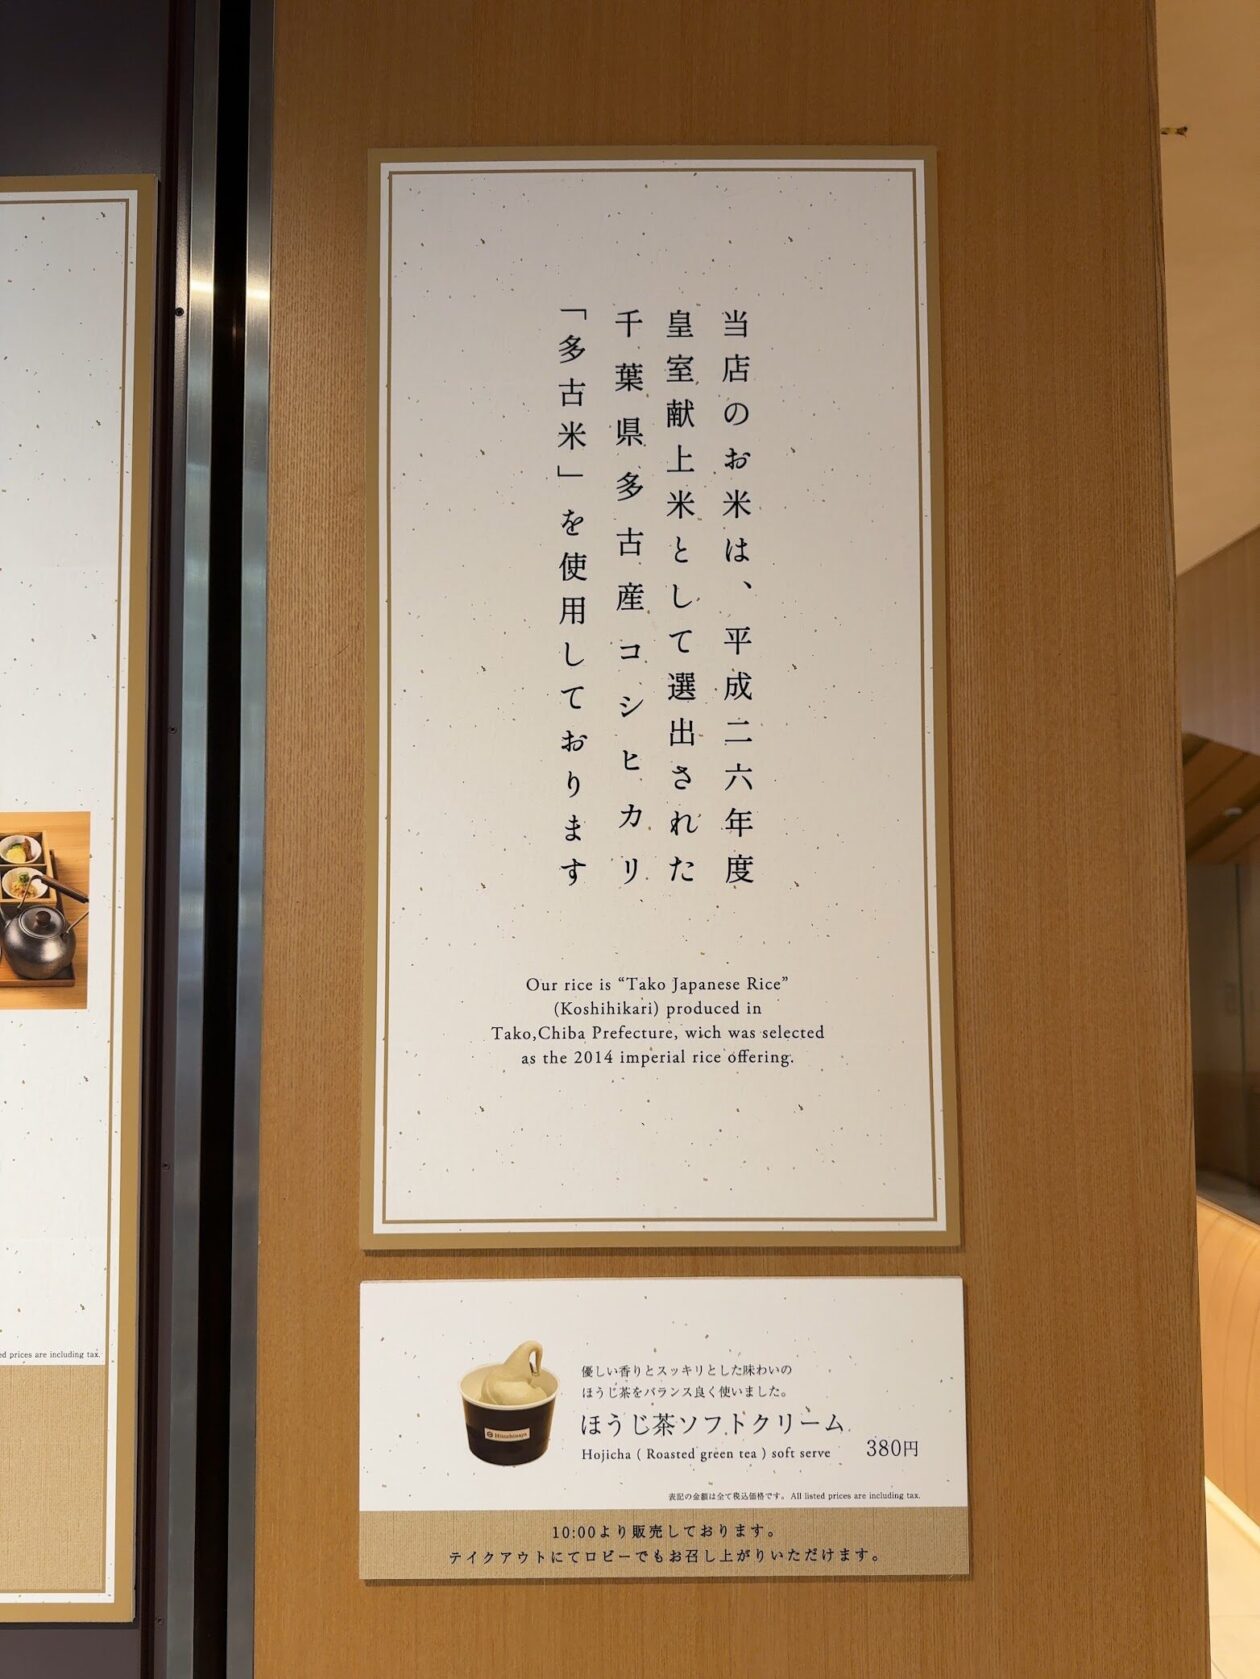 当店のお米は、平成二六年度
皇室献上米として選出された
千葉県多古産コシヒカリ
「多古米」を使用しております
Our rice is “Tako Japanese Rice”
(Koshihikari) produced in
Tako,Chiba Prefecture, wich was selected
as the 2014 imperial rice offering.
ed prices are including tax.
優しい香りとスッキリとした味わいの
ほうじ茶をバランス良く使いました。
ほうじ茶ソフトクリーム
Hojicha ( Roasted green tea ) soft serve
380円
表記の金額は全て税込価格です。 All listed prices are including tax.
10:00より販売しております。
テイクアウトにてロビーでもお召し上がりいただけます。